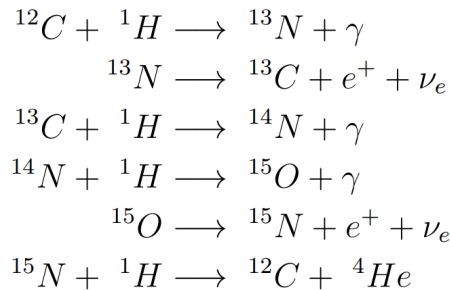 ¹²C + ¹H ⟶ ¹³N + γ
¹³N ⟶ ¹³C + e⁺ + νₑ
¹³C + ¹H ⟶ ¹⁴N + γ
¹⁴N + ¹H ⟶ ¹⁵O + γ
¹⁵O ⟶ ¹⁵N + e⁺ + νₑ
¹⁵N + ¹H ⟶ ¹²C + ⁴He